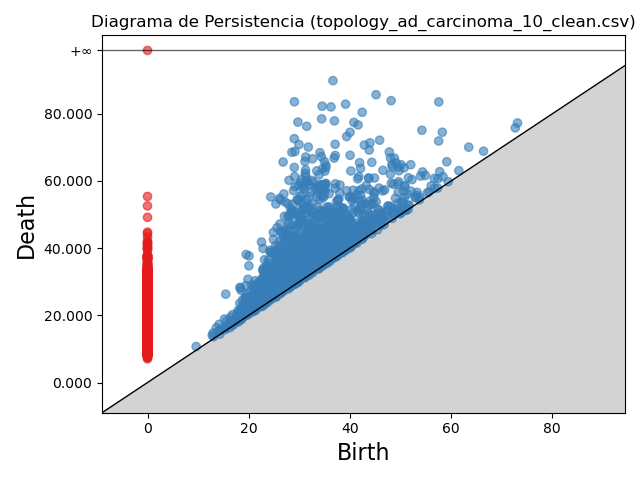 Diagrama de Persistencia (topology_ad_carcinoma_10_clean.csv)
+∞
80.000
60.000
40.000
20.000
0.000
Death
0 20 40 60 80
Birth